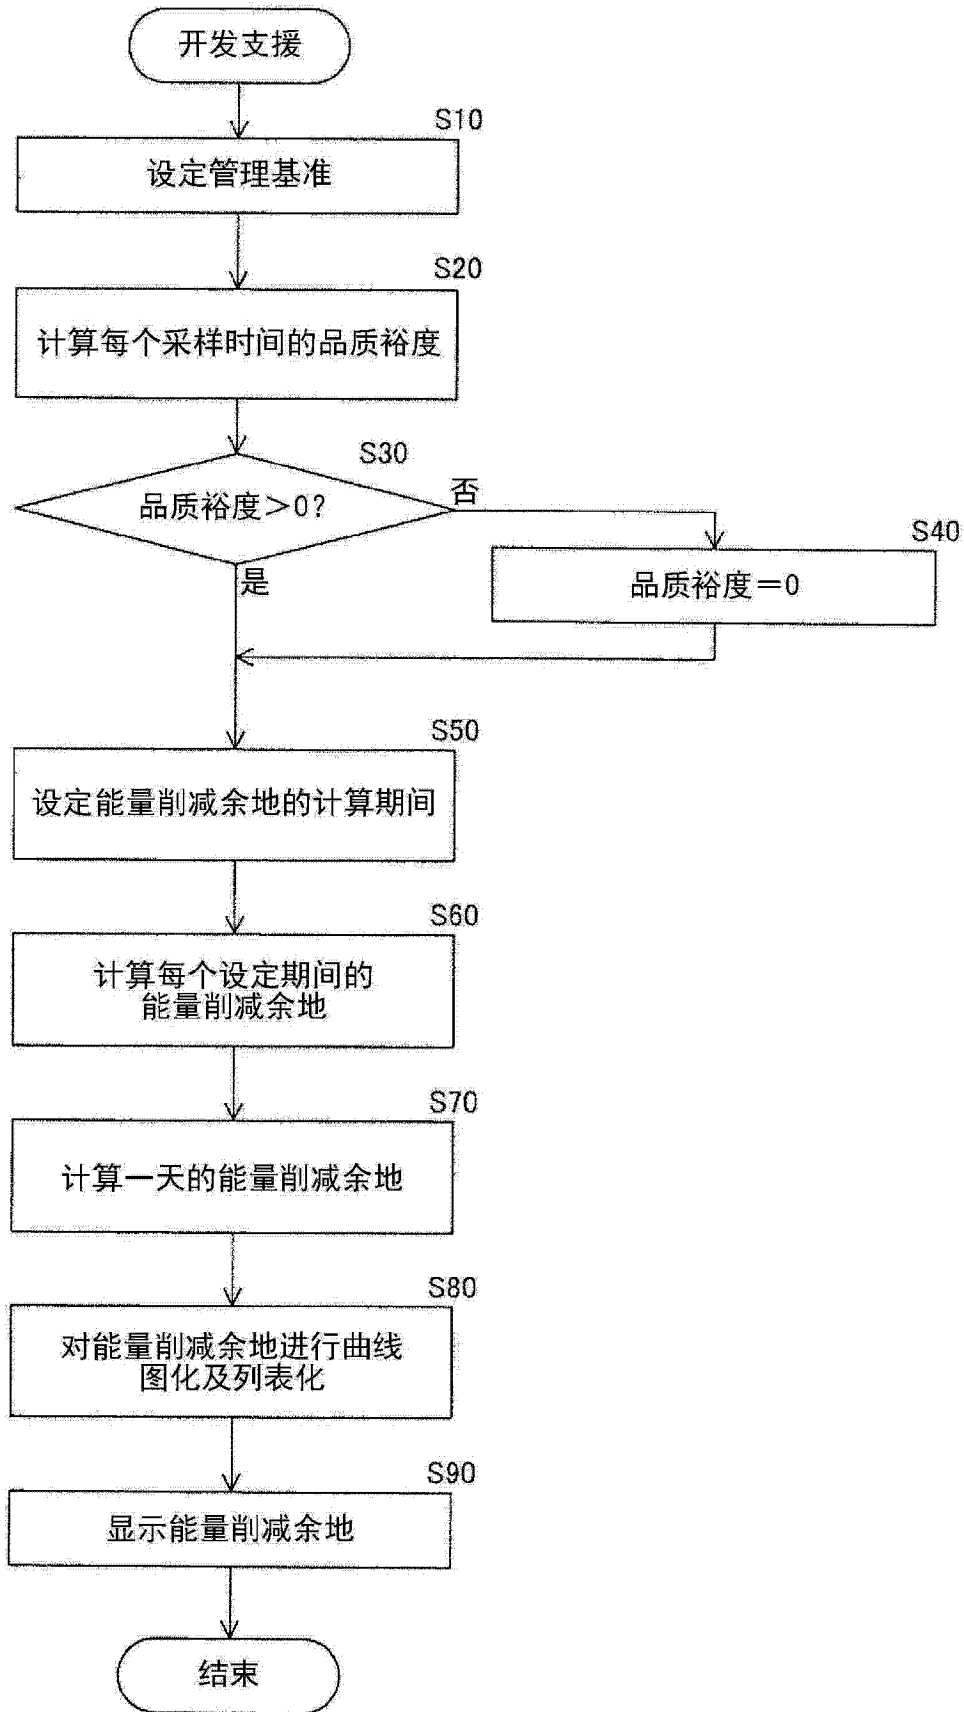 开发支援
S10
设定管理基准
S20
计算每个采样时间的品质裕度
S30
品质裕度＞0?
否
S40
品质裕度＝0
是
S50
设定能量削减余地的计算期间
S60
计算每个设定期间的
能量削减余地
S70
计算一天的能量削减余地
S80
对能量削减余地进行曲线
图化及列表化
S90
显示能量削减余地
结束